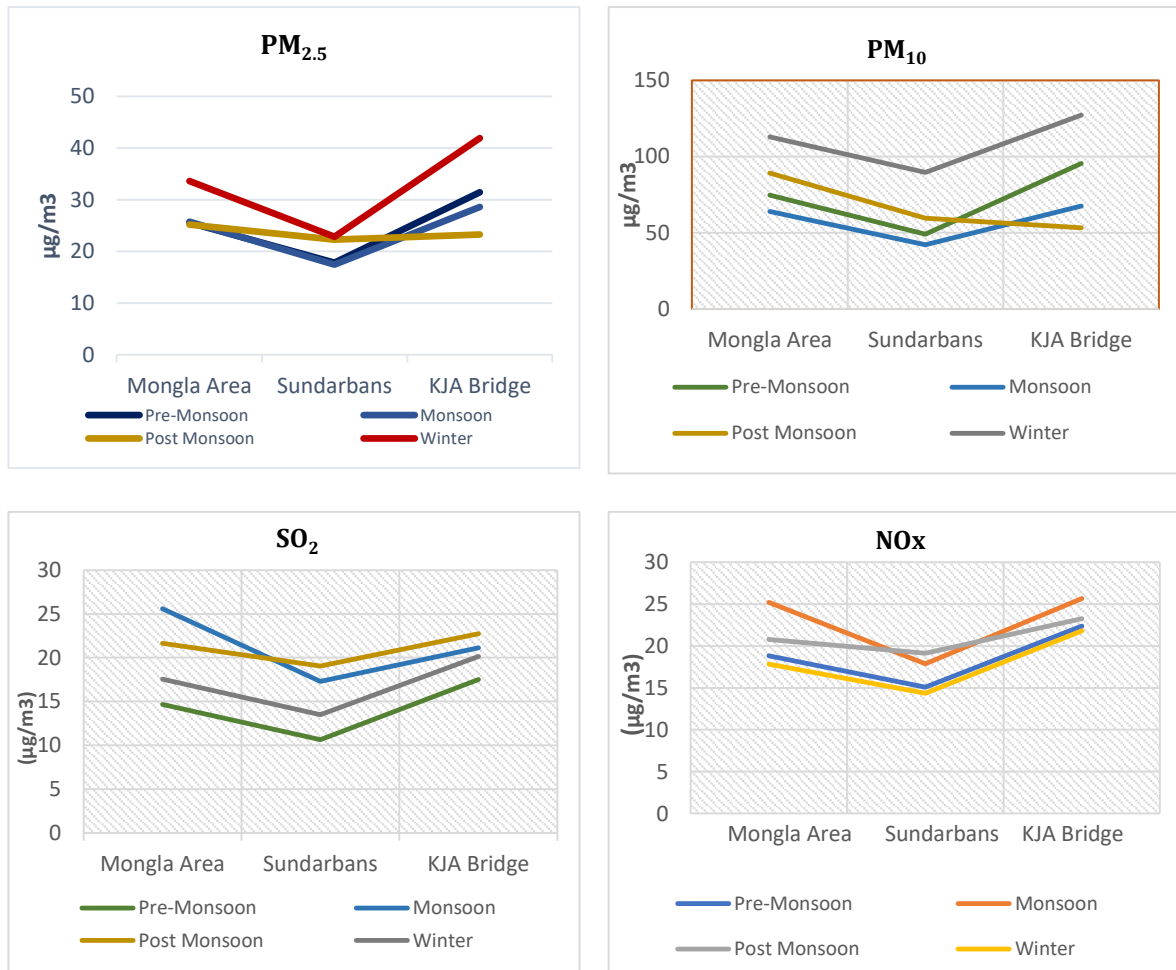 PM2.5
µg/m3
50
40
30
20
10
0
Mongla Area Sundarbans KJA Bridge
Pre-Monsoon Monsoon
Post Monsoon Winter
PM10
µg/m3
150
100
50
0
Mongla Area Sundarbans KJA Bridge
Pre-Monsoon Monsoon
Post Monsoon Winter
SO2
(µg/m3)
30
25
20
15
10
5
0
Mongla Area Sundarbans KJA Bridge
Pre-Monsoon Monsoon
Post Monsoon Winter
NOx
(µg/m3)
30
25
20
15
10
5
0
Mongla Area Sundarbans KJA Bridge
Pre-Monsoon Monsoon
Post Monsoon Winter